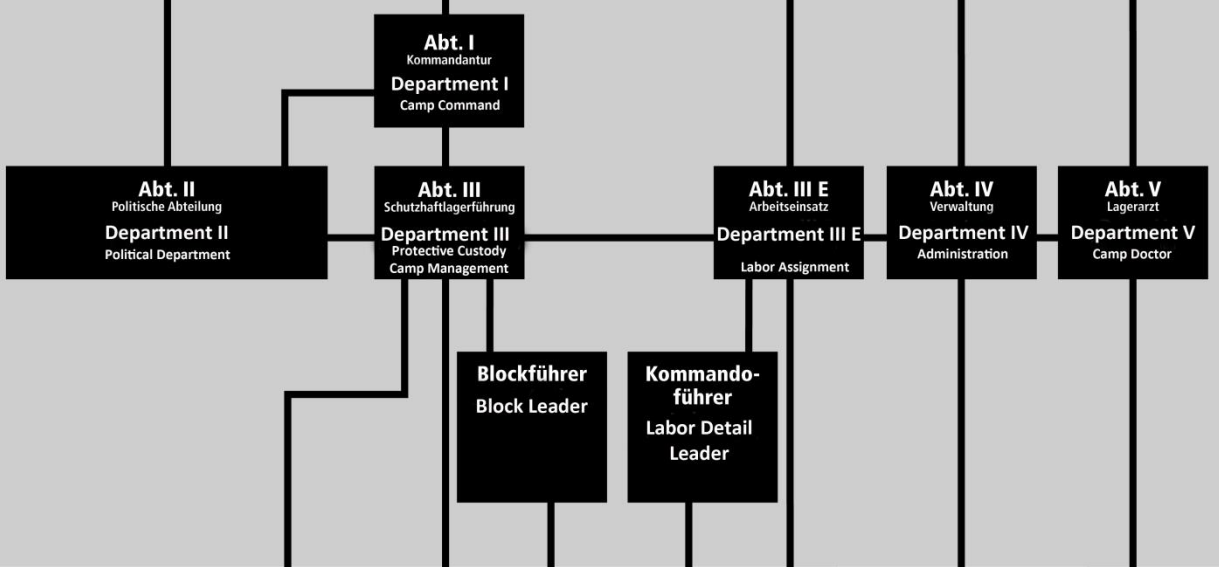 Abt. I
Kommandantur
Department I
Camp Command
Abt. II
Politische Abteilung
Department II
Political Department
Abt. III
Schutzhaftlagerführung
Department III
Protective Custody
Camp Management
Abt. III E
Arbeitseinsatz
Department III E
Labor Assignment
Abt. IV
Verwaltung
Department IV
Administration
Abt. V
Lagerarzt
Department V
Camp Doctor
Blockführer
Block Leader
Kommando-
führer
Labor Detail
Leader